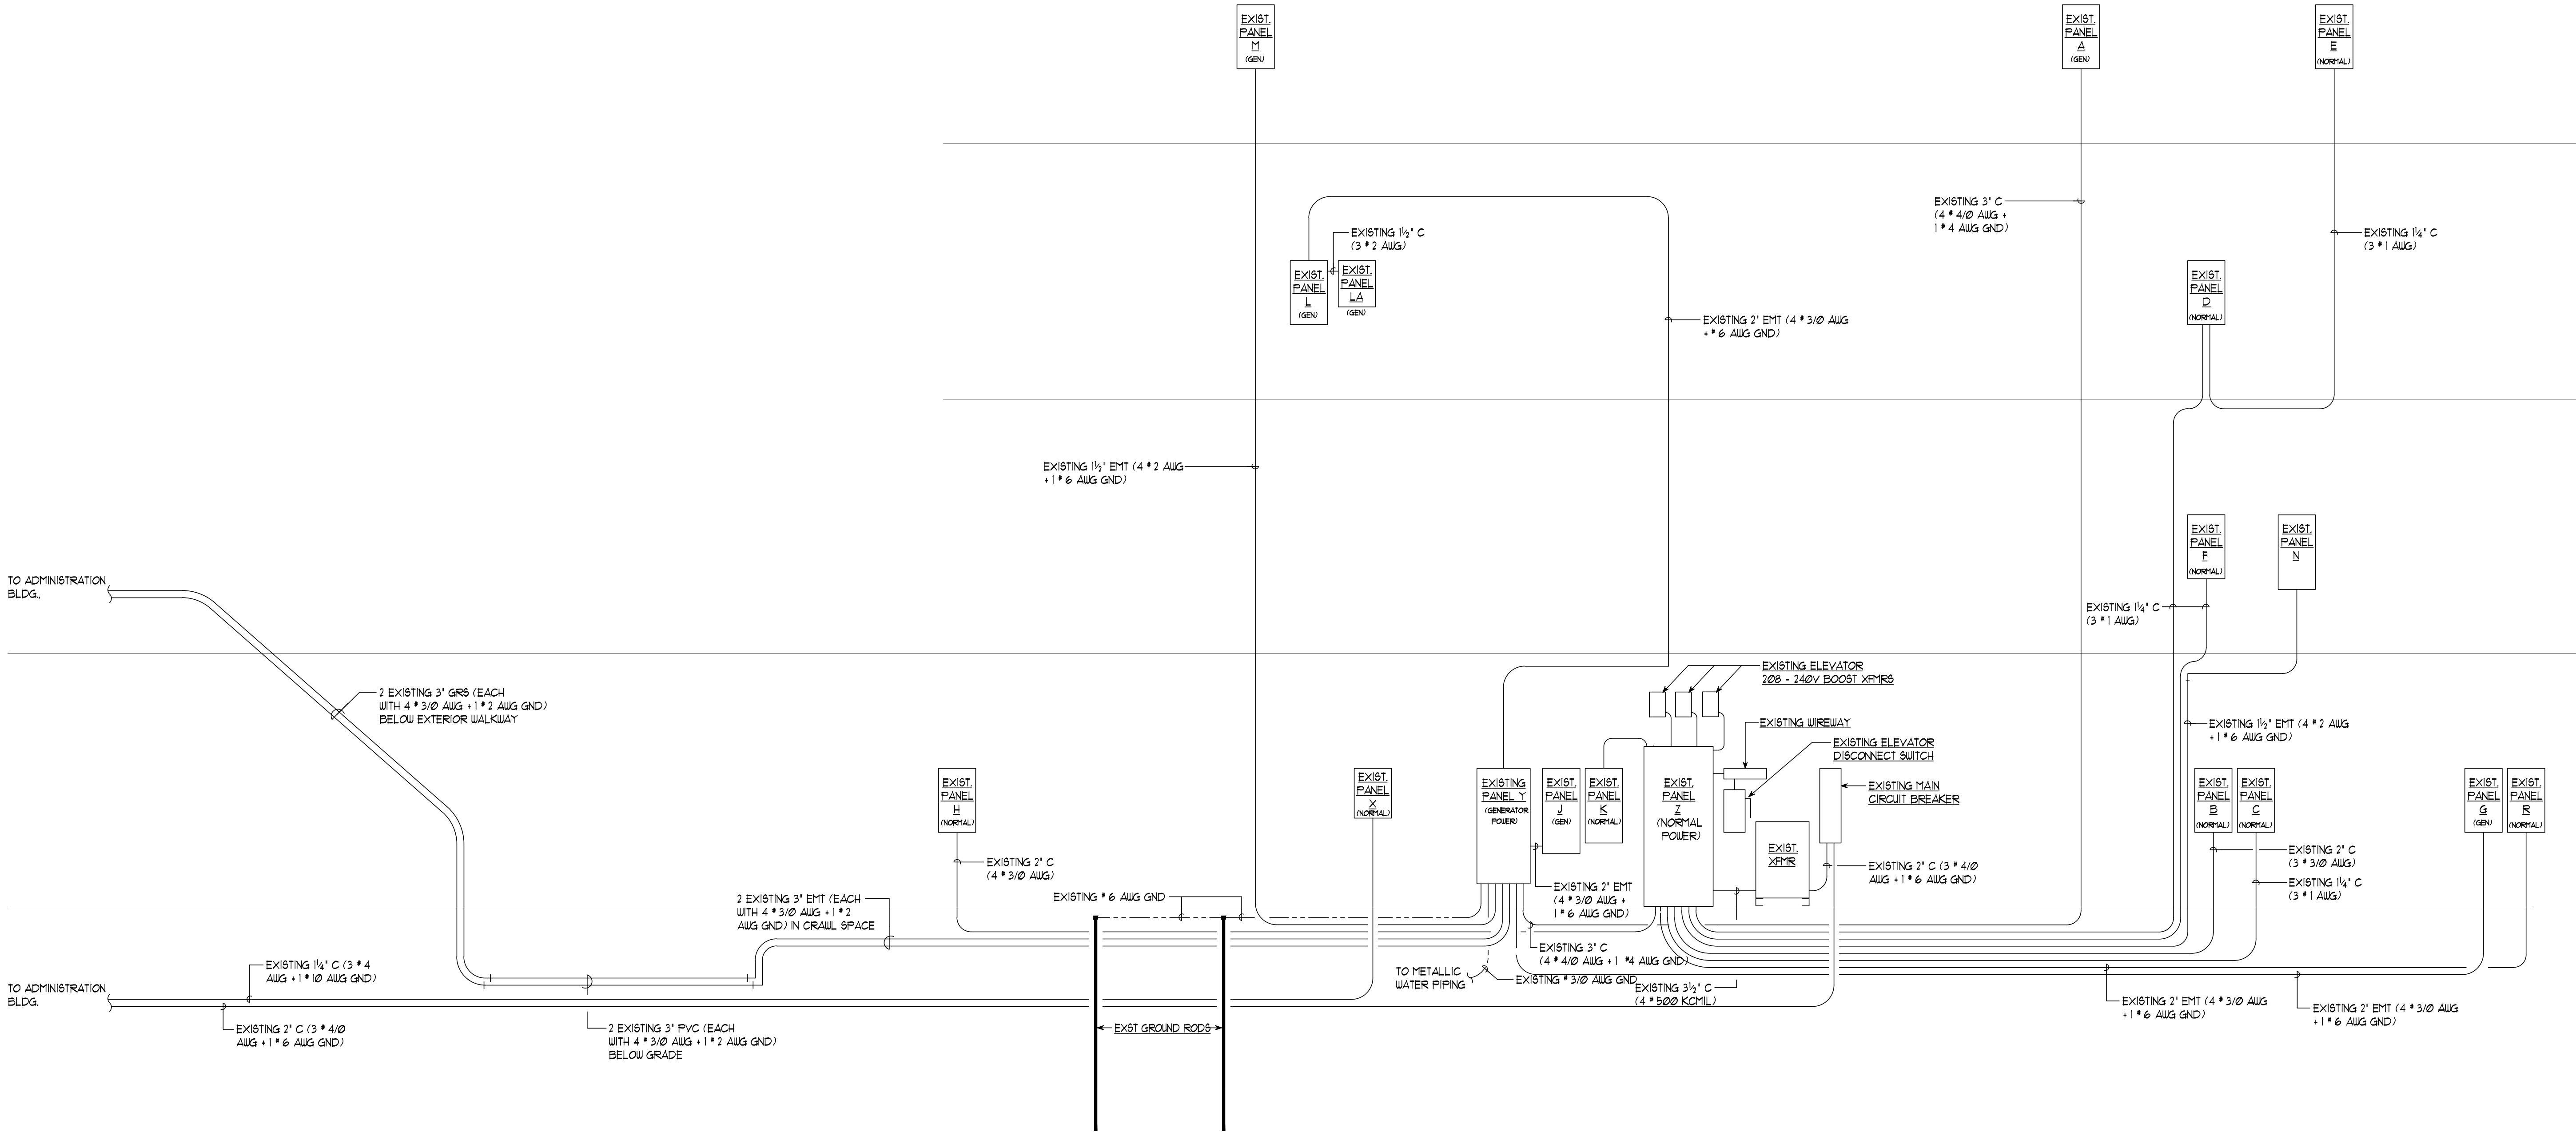 EXIST.
PANEL
M
(GEN)
EXIST.
PANEL
A
(GEN)
EXIST.
PANEL
E
(NORMAL)
EXISTING 3" C
(4 # 4/0 AWG +
1 # 4 AWG GND)
EXISTING 1½" C
(3 # 2 AWG)
EXISTING 1¼" C
(3 # 1 AWG)
EXIST.
PANEL
L
(GEN)
EXIST.
PANEL
LA
(GEN)
EXIST.
PANEL
D
(NORMAL)
EXISTING 2" EMT (4 # 3/0 AWG
+ # 6 AWG GND)
EXISTING 1½" EMT (4 # 2 AWG
+ 1 # 6 AWG GND)
EXIST.
PANEL
F
(NORMAL)
EXIST.
PANEL
N
TO ADMINISTRATION
BLDG.,
EXISTING 1¼" C
(3 # 1 AWG)
2 EXISTING 3" GRS (EACH
WITH 4 # 3/0 AWG + 1 # 2 AWG GND)
BELOW EXTERIOR WALKWAY
EXISTING ELEVATOR
208 - 240V BOOST XFMRS
EXISTING WIREWAY
EXISTING ELEVATOR
DISCONNECT SWITCH
EXISTING 1½" EMT (4 # 2 AWG
+ 1 # 6 AWG GND)
EXIST.
PANEL
H
(NORMAL)
EXIST.
PANEL
X
(NORMAL)
EXISTING
PANEL Y
(GENERATOR
POWER)
EXIST.
PANEL
J
(GEN)
EXIST.
PANEL
K
(NORMAL)
EXIST.
PANEL
Z
(NORMAL
POWER)
EXISTING MAIN
CIRCUIT BREAKER
EXIST.
PANEL
B
(NORMAL)
EXIST.
PANEL
C
(NORMAL)
EXIST.
PANEL
G
(GEN)
EXIST.
PANEL
R
(NORMAL)
EXIST.
XFMR
EXISTING 2" C
(4 # 3/0 AWG)
EXISTING 2" C (3 # 4/0
AWG + 1 # 6 AWG GND)
EXISTING 2" C
(3 # 3/0 AWG)
EXISTING 1¼" C
(3 # 1 AWG)
2 EXISTING 3" EMT (EACH
WITH 4 # 3/0 AWG + 1 # 2
AWG GND) IN CRAWL SPACE
EXISTING # 6 AWG GND
EXISTING 2" EMT
(4 # 3/0 AWG +
1 # 6 AWG GND)
EXISTING 3" C
(4 # 4/0 AWG + 1 #4 AWG GND)
EXISTING 1¼" C (3 # 4
AWG + 1 # 10 AWG GND)
TO METALLIC
WATER PIPING
EXISTING # 3/0 AWG GND
EXISTING 3½" C
(4 # 500 KCMIL)
TO ADMINISTRATION
BLDG.
EXISTING 2" C (3 # 4/0
AWG + 1 # 6 AWG GND)
2 EXISTING 3" PVC (EACH
WITH 4 # 3/0 AWG + 1 # 2 AWG GND)
BELOW GRADE
EXST GROUND RODS
EXISTING 2" EMT (4 # 3/0 AWG
+ 1 # 6 AWG GND)
EXISTING 2" EMT (4 # 3/0 AWG
+ 1 # 6 AWG GND)